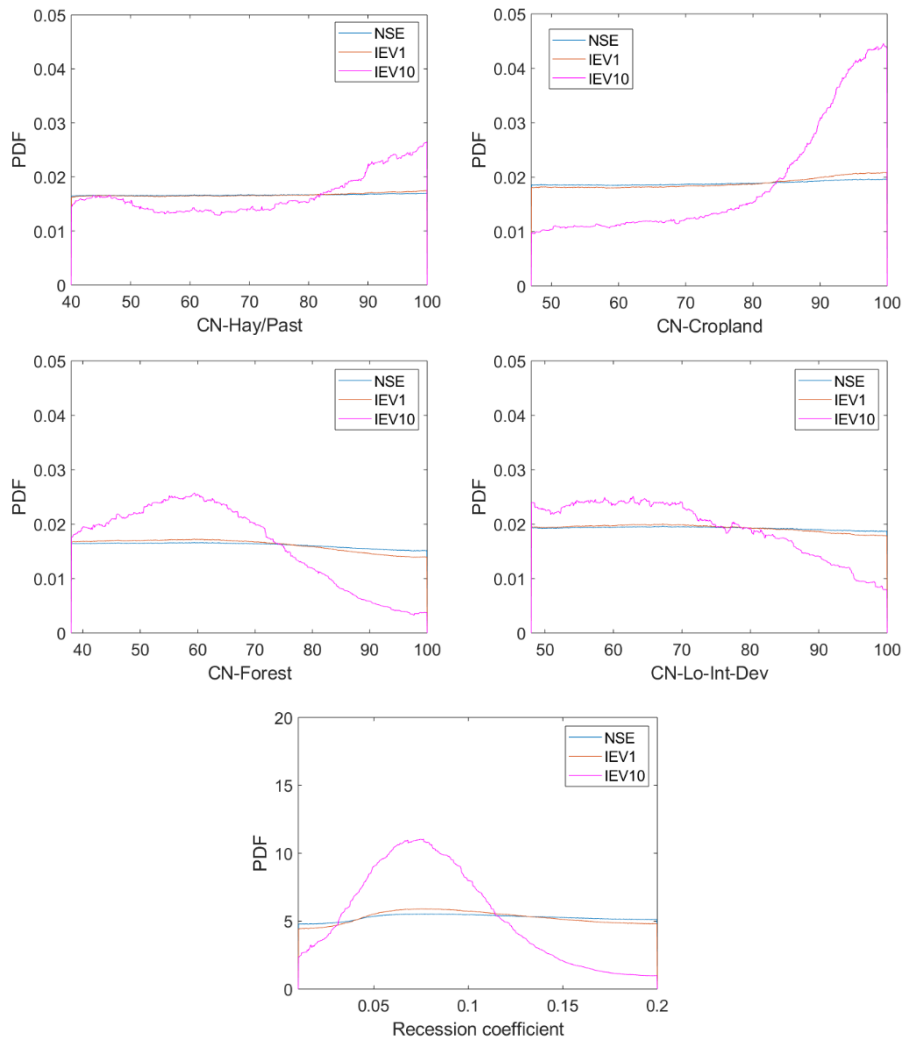 0.05
0.04
0.03
0.02
0.01
0
PDF
NSE
IEV1
IEV10
40 50 60 70 80 90 100
CN-Hay/Past
0.05
0.04
0.03
0.02
0.01
0
PDF
NSE
IEV1
IEV10
50 60 70 80 90 100
CN-Cropland
0.05
0.04
0.03
0.02
0.01
0
PDF
NSE
IEV1
IEV10
40 50 60 70 80 90 100
CN-Forest
0.05
0.04
0.03
0.02
0.01
0
PDF
NSE
IEV1
IEV10
50 60 70 80 90 100
CN-Lo-Int-Dev
20
15
10
5
0
PDF
NSE
IEV1
IEV10
0.05 0.1 0.15 0.2
Recession coefficient